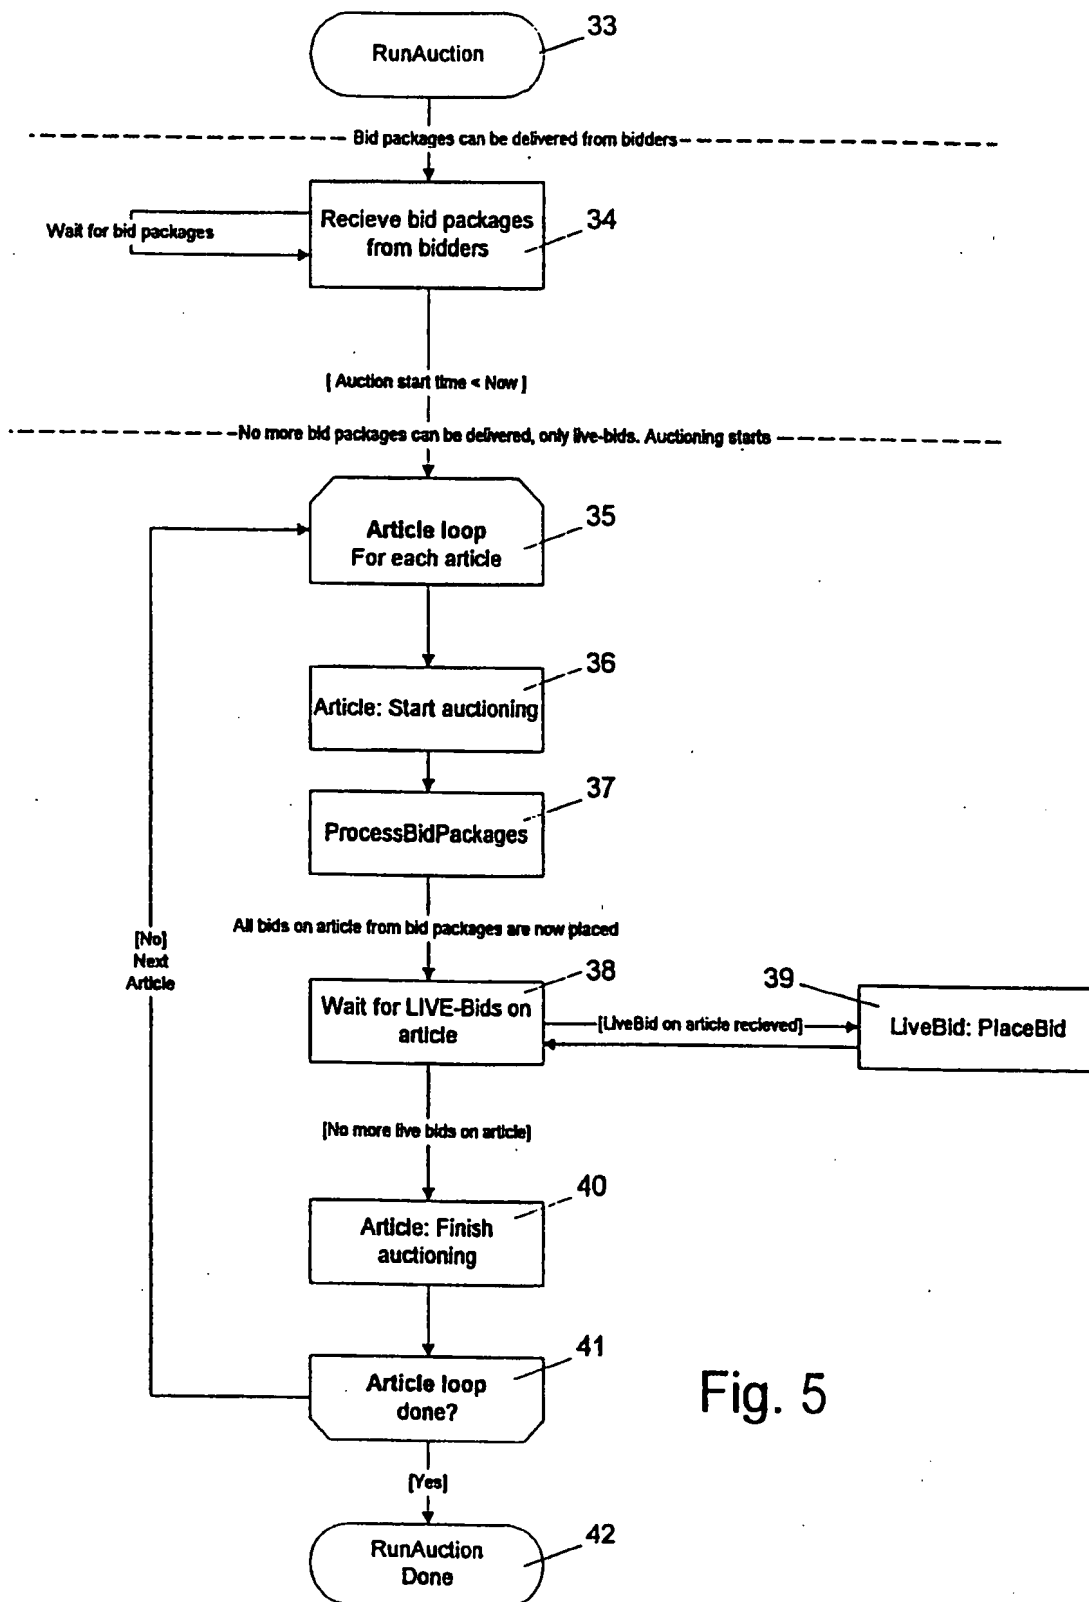 33
RunAuction
Bid packages can be delivered from bidders
Wait for bid packages
Recieve bid packages
from bidders
34
[ Auction start time < Now ]
No more bid packages can be delivered, only live-bids. Auctioning starts
Article loop
For each article
35
36
Article: Start auctioning
37
ProcessBidPackages
All bids on article from bid packages are now placed
[No]
Next
Article
38
Wait for LIVE-Bids on
article
[LiveBid on article recieved]
39
LiveBid: PlaceBid
[No more live bids on article]
40
Article: Finish
auctioning
41
Article loop
done?
Fig. 5
[Yes]
42
RunAuction
Done